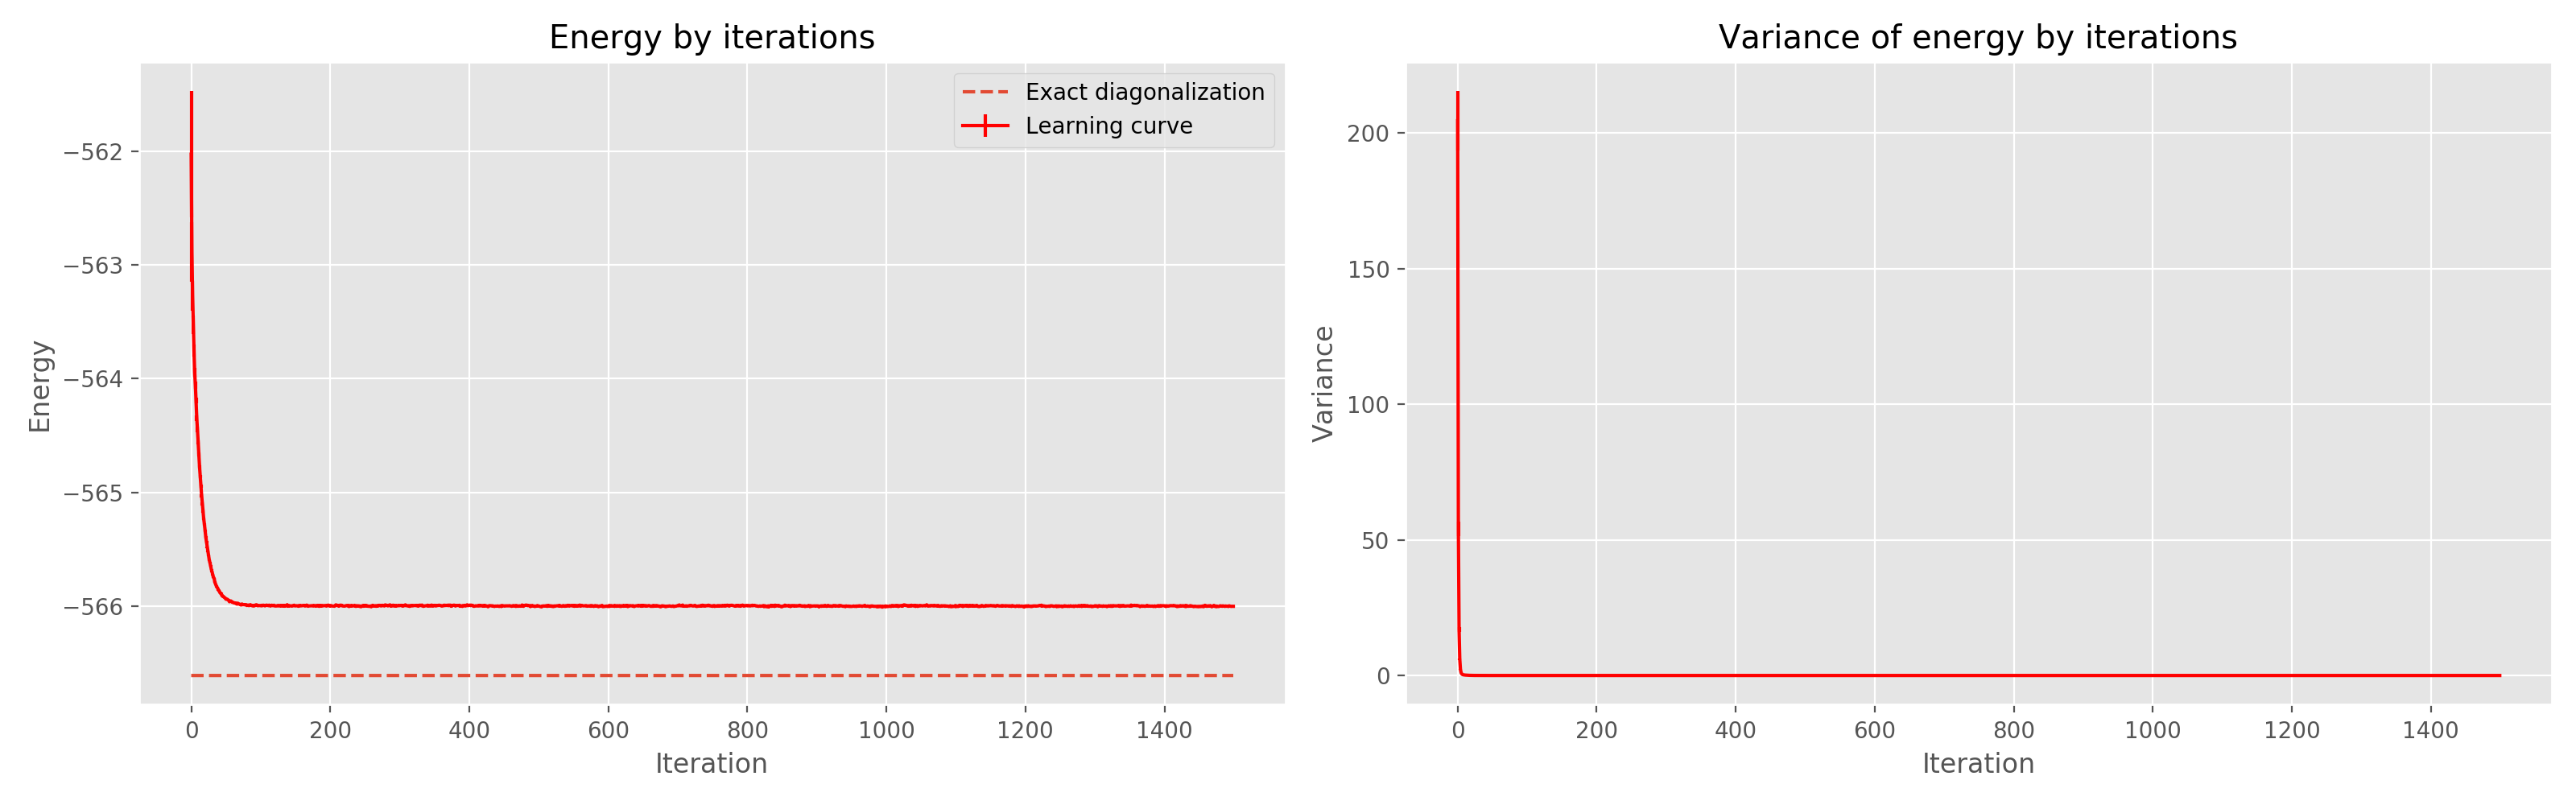 Energy by iterations
Exact diagonalization
Learning curve
−562
−563
−564
−565
−566
Energy
0 200 400 600 800 1000 1200 1400
Iteration
Variance of energy by iterations
200
150
100
50
0
Variance
0 200 400 600 800 1000 1200 1400
Iteration